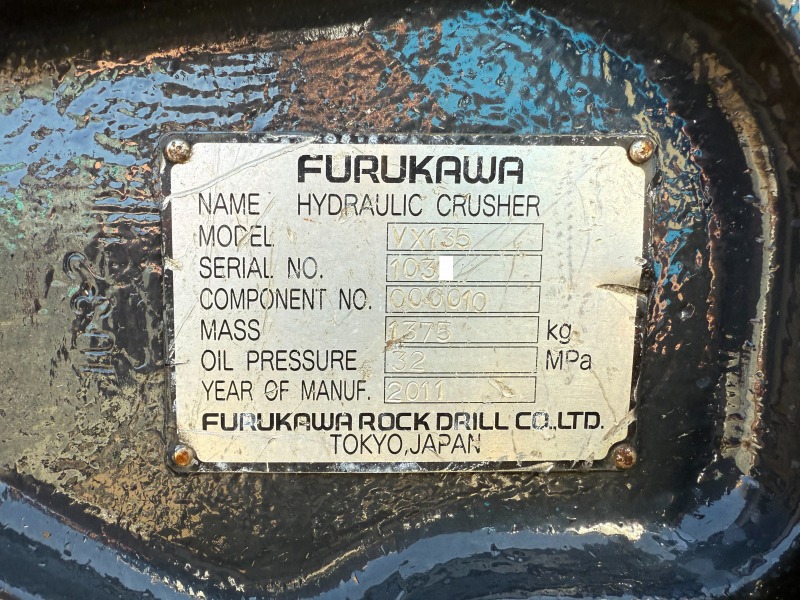 FURUKAWA
NAME HYDRAULIC CRUSHER
MODEL VX135
SERIAL NO. 103
COMPONENT NO. 000010
MASS 1375 kg
OIL PRESSURE 32 MPa
YEAR OF MANUF. 2011
FURUKAWA ROCK DRILL CO.,LTD.
TOKYO,JAPAN